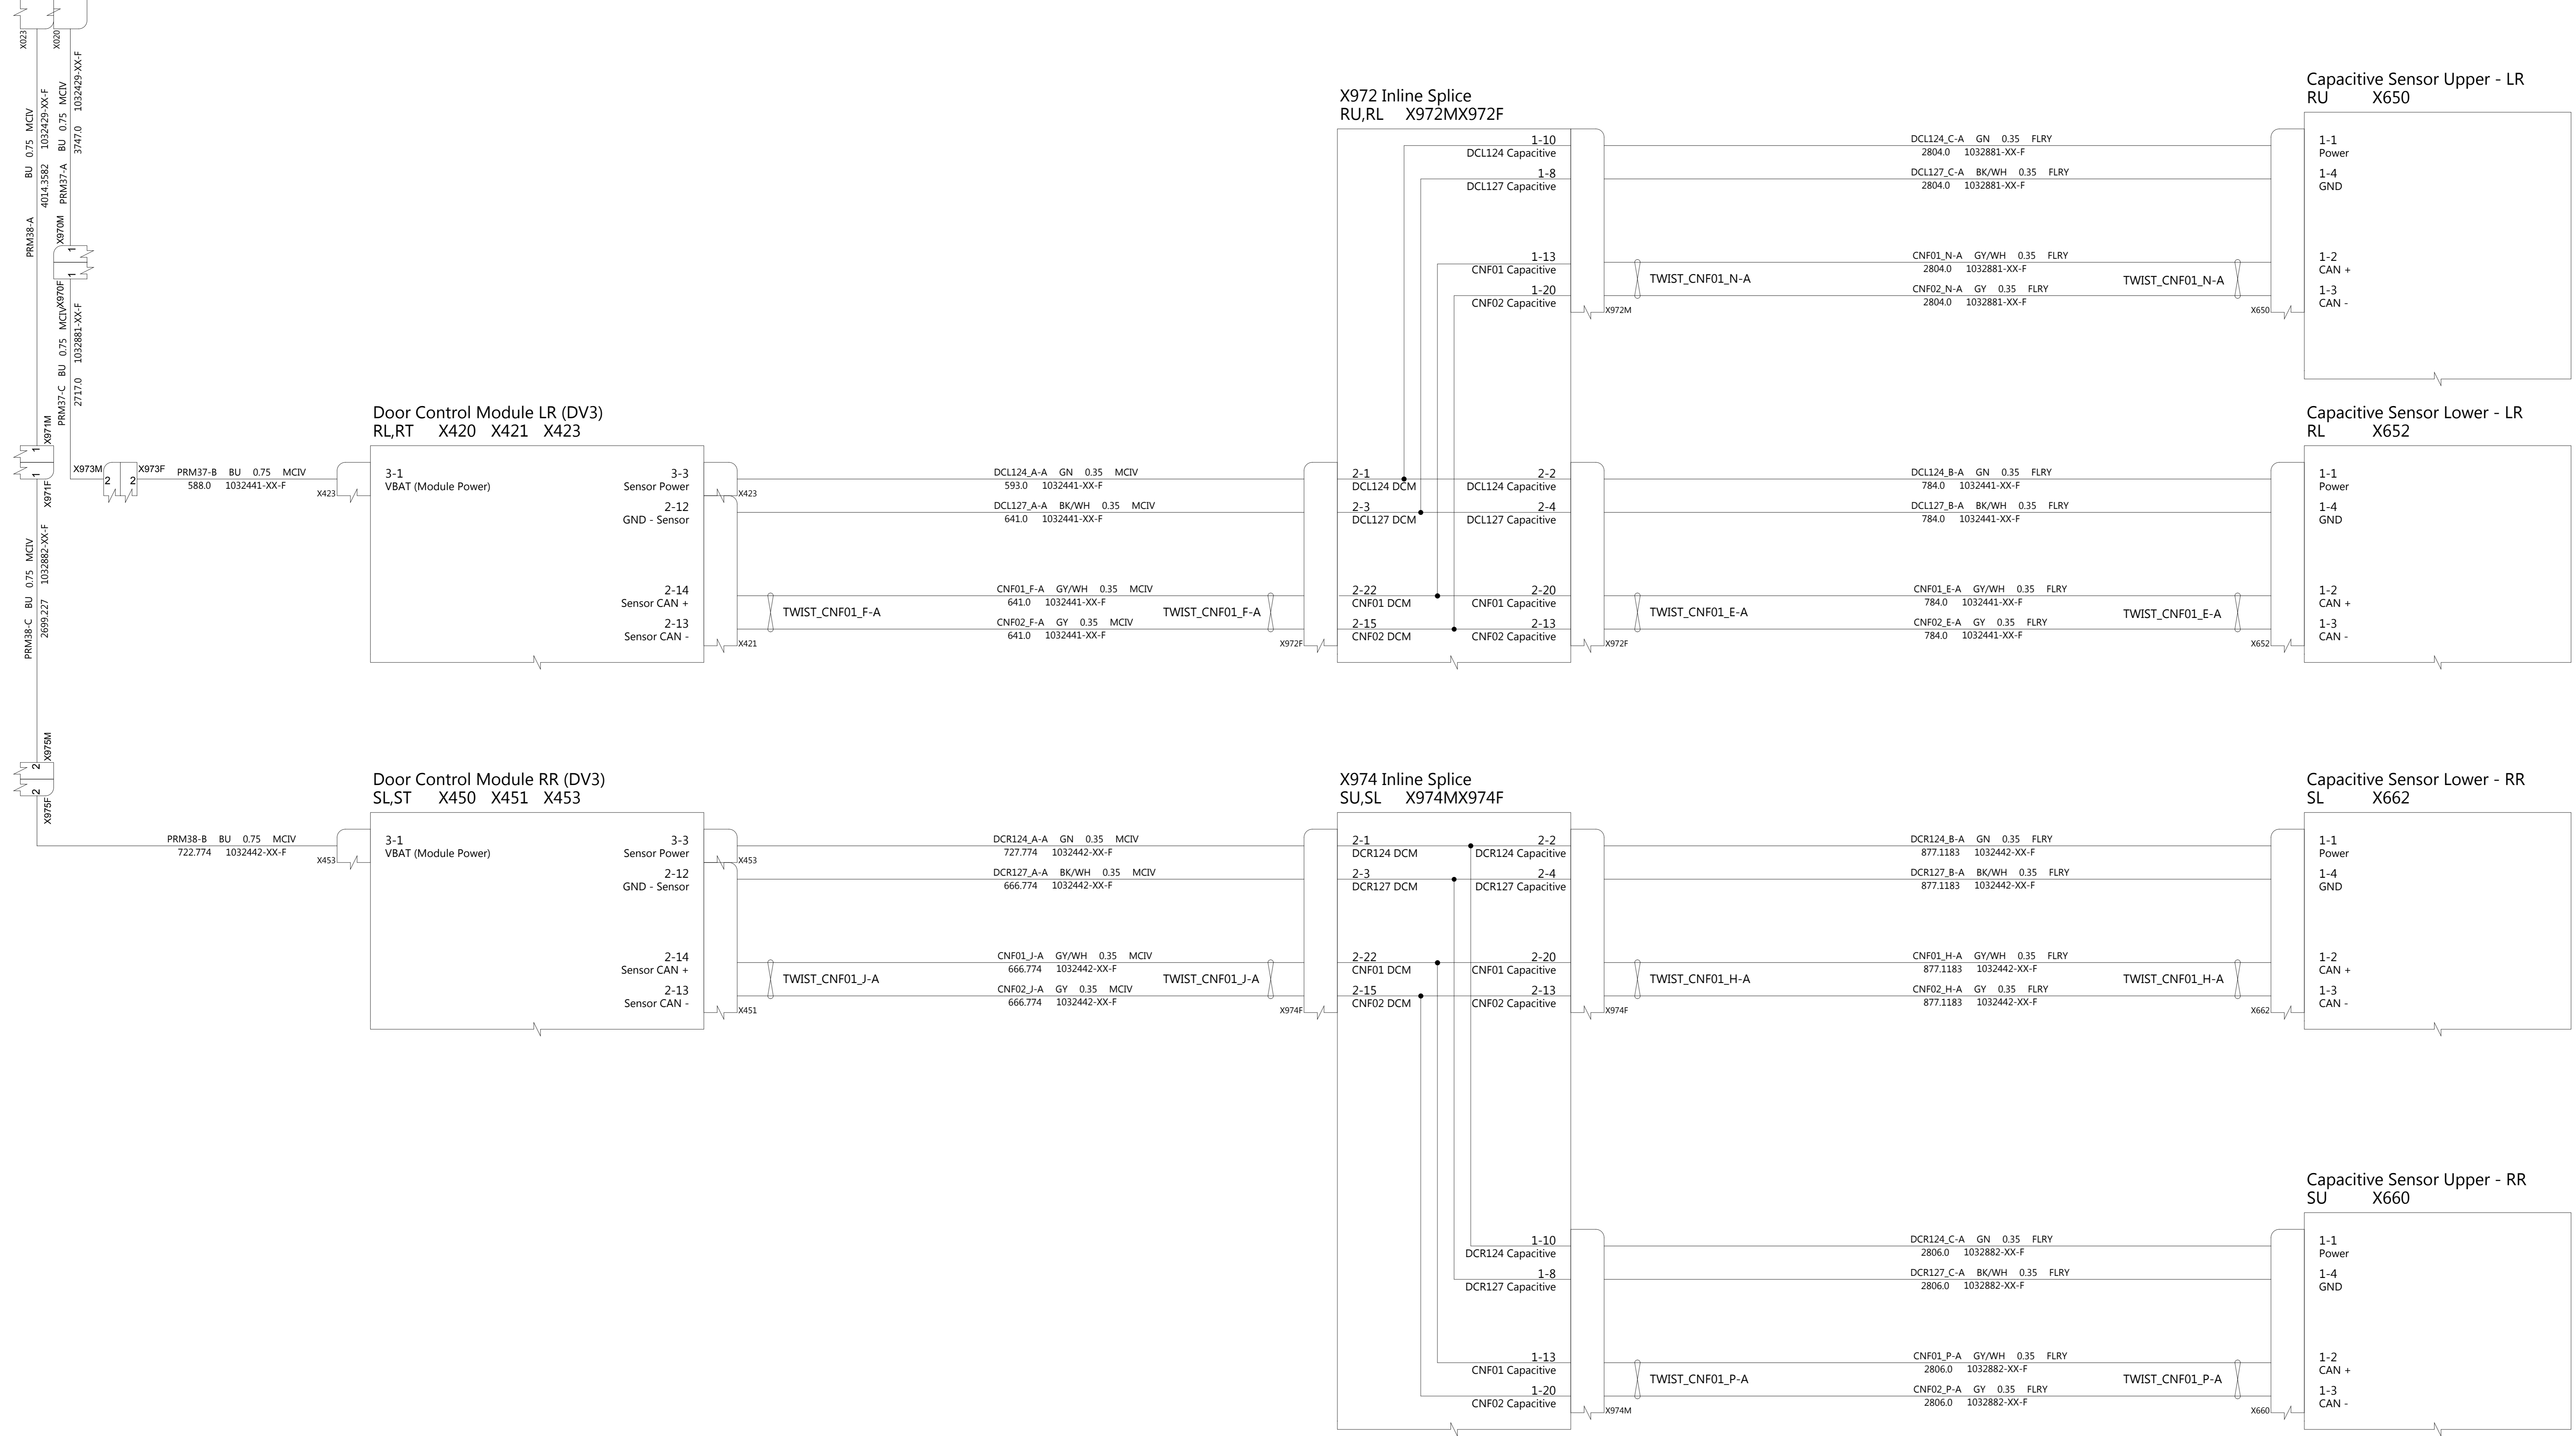 X023
X020
PRM38-A BU 0.75 MCIV
4014.3582 1032429-XX-F
PRM37-A BU 0.75 MCIV
3747.0 1032429-XX-F
X970M
1
1
X970F
PRM37-C BU 0.75 MCIV
2717.0 1032881-XX-F
X971M
1
1
X971F
PRM38-C BU 0.75 MCIV
2699.227 1032882-XX-F
X975M
2
2
X975F
X973M
2
2
X973F
PRM37-B BU 0.75 MCIV
588.0 1032441-XX-F
X423
Door Control Module LR (DV3)
RL,RT X420 X421 X423
3-1
VBAT (Module Power)
3-3
Sensor Power
2-12
GND - Sensor
2-14
Sensor CAN +
2-13
Sensor CAN -
X423
X421
DCL124_A-A GN 0.35 MCIV
593.0 1032441-XX-F
DCL127_A-A BK/WH 0.35 MCIV
641.0 1032441-XX-F
CNF01_F-A GY/WH 0.35 MCIV
641.0 1032441-XX-F
TWIST_CNF01_F-A
TWIST_CNF01_F-A
CNF02_F-A GY 0.35 MCIV
641.0 1032441-XX-F
X972F
X972 Inline Splice
RU,RL X972MX972F
1-10
DCL124 Capacitive
1-8
DCL127 Capacitive
1-13
CNF01 Capacitive
1-20
CNF02 Capacitive
X972M
2-1
DCL124 DCM
2-2
DCL124 Capacitive
2-3
DCL127 DCM
2-4
DCL127 Capacitive
2-22
CNF01 DCM
2-20
CNF01 Capacitive
2-15
CNF02 DCM
2-13
CNF02 Capacitive
X972F
DCL124_C-A GN 0.35 FLRY
2804.0 1032881-XX-F
DCL127_C-A BK/WH 0.35 FLRY
2804.0 1032881-XX-F
CNF01_N-A GY/WH 0.35 FLRY
2804.0 1032881-XX-F
TWIST_CNF01_N-A
TWIST_CNF01_N-A
CNF02_N-A GY 0.35 FLRY
2804.0 1032881-XX-F
X650
Capacitive Sensor Upper - LR
RU X650
1-1
Power
1-4
GND
1-2
CAN +
1-3
CAN -
DCL124_B-A GN 0.35 FLRY
784.0 1032441-XX-F
DCL127_B-A BK/WH 0.35 FLRY
784.0 1032441-XX-F
CNF01_E-A GY/WH 0.35 FLRY
784.0 1032441-XX-F
TWIST_CNF01_E-A
TWIST_CNF01_E-A
CNF02_E-A GY 0.35 FLRY
784.0 1032441-XX-F
X652
Capacitive Sensor Lower - LR
RL X652
1-1
Power
1-4
GND
1-2
CAN +
1-3
CAN -
PRM38-B BU 0.75 MCIV
722.774 1032442-XX-F
X453
Door Control Module RR (DV3)
SL,ST X450 X451 X453
3-1
VBAT (Module Power)
3-3
Sensor Power
2-12
GND - Sensor
2-14
Sensor CAN +
2-13
Sensor CAN -
X453
X451
DCR124_A-A GN 0.35 MCIV
727.774 1032442-XX-F
DCR127_A-A BK/WH 0.35 MCIV
666.774 1032442-XX-F
CNF01_J-A GY/WH 0.35 MCIV
666.774 1032442-XX-F
TWIST_CNF01_J-A
TWIST_CNF01_J-A
CNF02_J-A GY 0.35 MCIV
666.774 1032442-XX-F
X974F
X974 Inline Splice
SU,SL X974MX974F
2-1
DCR124 DCM
2-2
DCR124 Capacitive
2-3
DCR127 DCM
2-4
DCR127 Capacitive
2-22
CNF01 DCM
2-20
CNF01 Capacitive
2-15
CNF02 DCM
2-13
CNF02 Capacitive
X974F
1-10
DCR124 Capacitive
1-8
DCR127 Capacitive
1-13
CNF01 Capacitive
1-20
CNF02 Capacitive
X974M
DCR124_B-A GN 0.35 FLRY
877.1183 1032442-XX-F
DCR127_B-A BK/WH 0.35 FLRY
877.1183 1032442-XX-F
CNF01_H-A GY/WH 0.35 FLRY
877.1183 1032442-XX-F
TWIST_CNF01_H-A
TWIST_CNF01_H-A
CNF02_H-A GY 0.35 FLRY
877.1183 1032442-XX-F
X662
Capacitive Sensor Lower - RR
SL X662
1-1
Power
1-4
GND
1-2
CAN +
1-3
CAN -
DCR124_C-A GN 0.35 FLRY
2806.0 1032882-XX-F
DCR127_C-A BK/WH 0.35 FLRY
2806.0 1032882-XX-F
CNF01_P-A GY/WH 0.35 FLRY
2806.0 1032882-XX-F
TWIST_CNF01_P-A
TWIST_CNF01_P-A
CNF02_P-A GY 0.35 FLRY
2806.0 1032882-XX-F
X660
Capacitive Sensor Upper - RR
SU X660
1-1
Power
1-4
GND
1-2
CAN +
1-3
CAN -